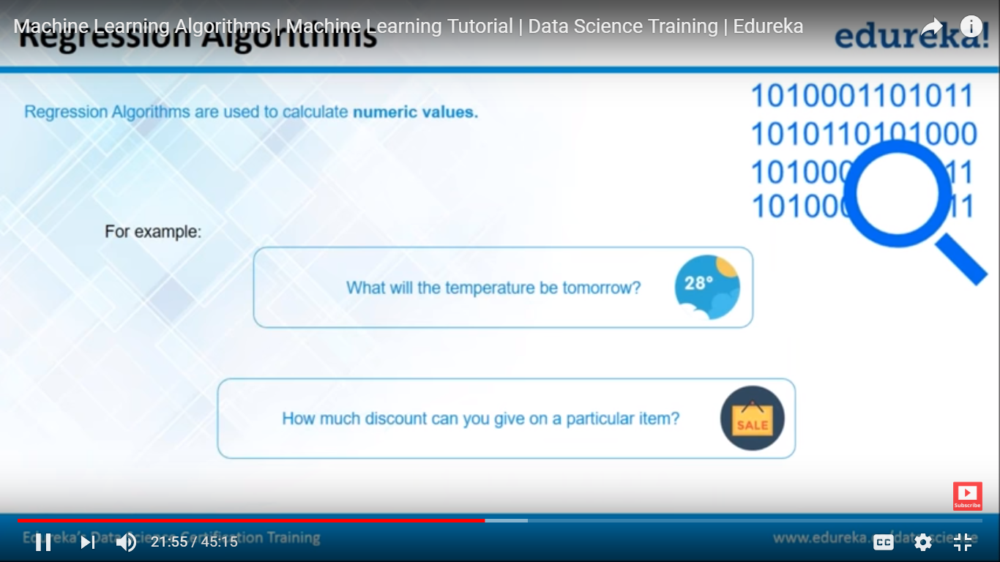 Machine Learning Algorithms | Machine Learning Tutorial | Data Science Training | Edureka
Regression Algorithms
edureka!
Regression Algorithms are used to calculate numeric values.
1010001101011
1010110101000
101000 11
101000 11
For example:
What will the temperature be tomorrow?
28°
How much discount can you give on a particular item?
SALE
Subscribe
Edureka's Data Science Certification Training
www.edureka. /data-science
21:55 / 45:15
CC